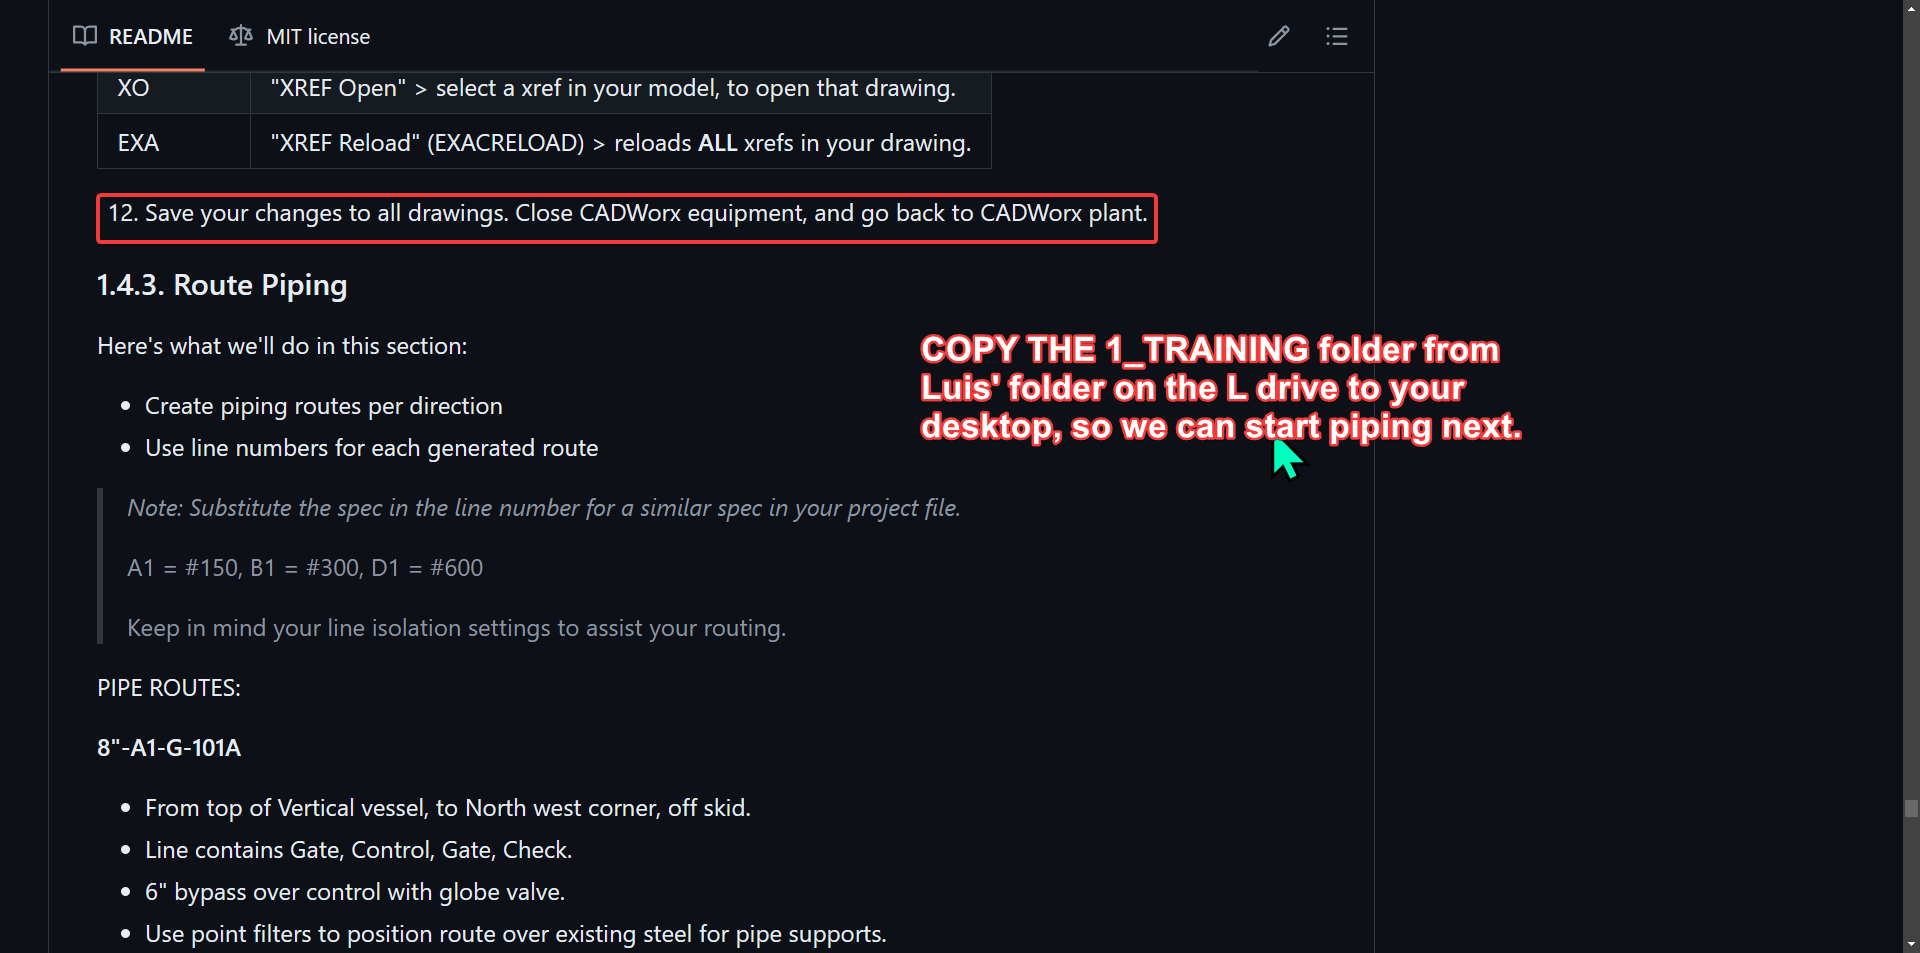 README
MIT license
XO
"XREF Open" > select a xref in your model, to open that drawing.
EXA
"XREF Reload" (EXACRELOAD) > reloads ALL xrefs in your drawing.
12. Save your changes to all drawings. Close CADWorx equipment, and go back to CADWorx plant.
1.4.3. Route Piping
Here's what we'll do in this section:
COPY THE 1_TRAINING folder from
Luis' folder on the L drive to your
desktop, so we can start piping next.
Create piping routes per direction
Use line numbers for each generated route
Note: Substitute the spec in the line number for a similar spec in your project file.
A1 = #150, B1 = #300, D1 = #600
Keep in mind your line isolation settings to assist your routing.
PIPE ROUTES:
8"-A1-G-101A
From top of Vertical vessel, to North west corner, off skid.
Line contains Gate, Control, Gate, Check.
6" bypass over control with globe valve.
Use point filters to position route over existing steel for pipe supports.